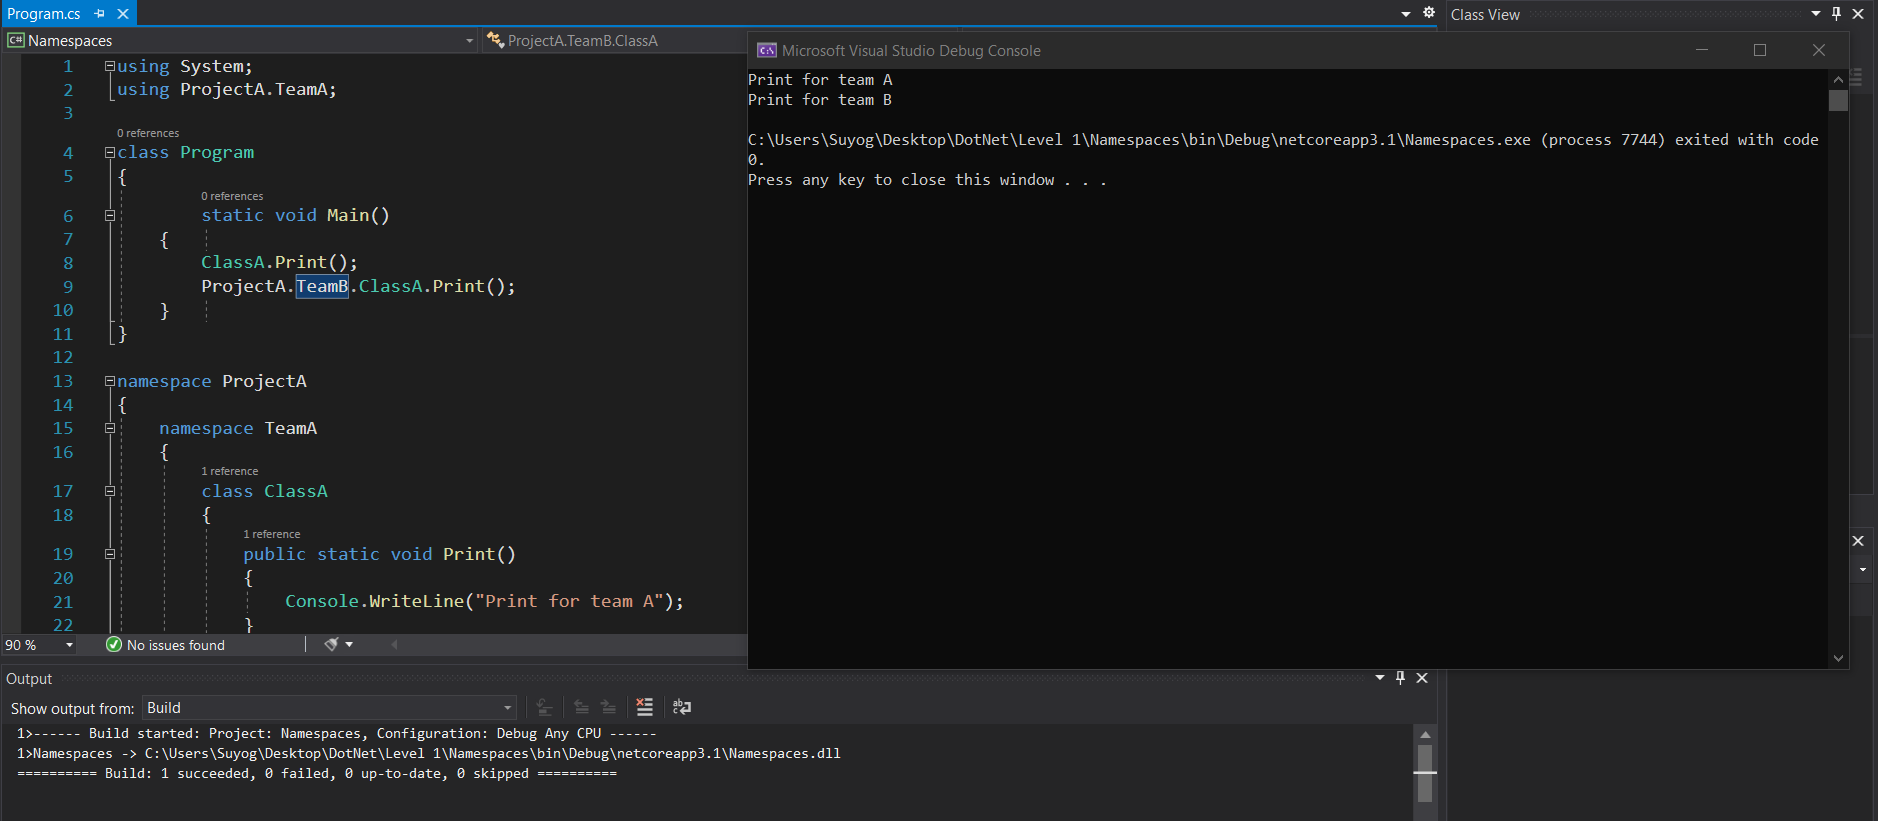 Program.cs
Class View
C# Namespaces
ProjectA.TeamB.ClassA
1 using System;
2 using ProjectA.TeamA;
3
0 references
4 class Program
5 {
0 references
6 static void Main()
7 {
8 ClassA.Print();
9 ProjectA.TeamB.ClassA.Print();
10 }
11 }
12
13 namespace ProjectA
14 {
15 namespace TeamA
16 {
1 reference
17 class ClassA
18 {
1 reference
19 public static void Print()
20 {
21 Console.WriteLine("Print for team A");
22 }
90 %
No issues found
C:\ Microsoft Visual Studio Debug Console
Print for team A
Print for team B
C:\Users\Suyog\Desktop\DotNet\Level 1\Namespaces\bin\Debug\netcoreapp3.1\Namespaces.exe (process 7744) exited with code
0.
Press any key to close this window . . .
Output
Show output from: Build
1>------ Build started: Project: Namespaces, Configuration: Debug Any CPU ------
1>Namespaces -> C:\Users\Suyog\Desktop\DotNet\Level 1\Namespaces\bin\Debug\netcoreapp3.1\Namespaces.dll
========== Build: 1 succeeded, 0 failed, 0 up-to-date, 0 skipped ==========